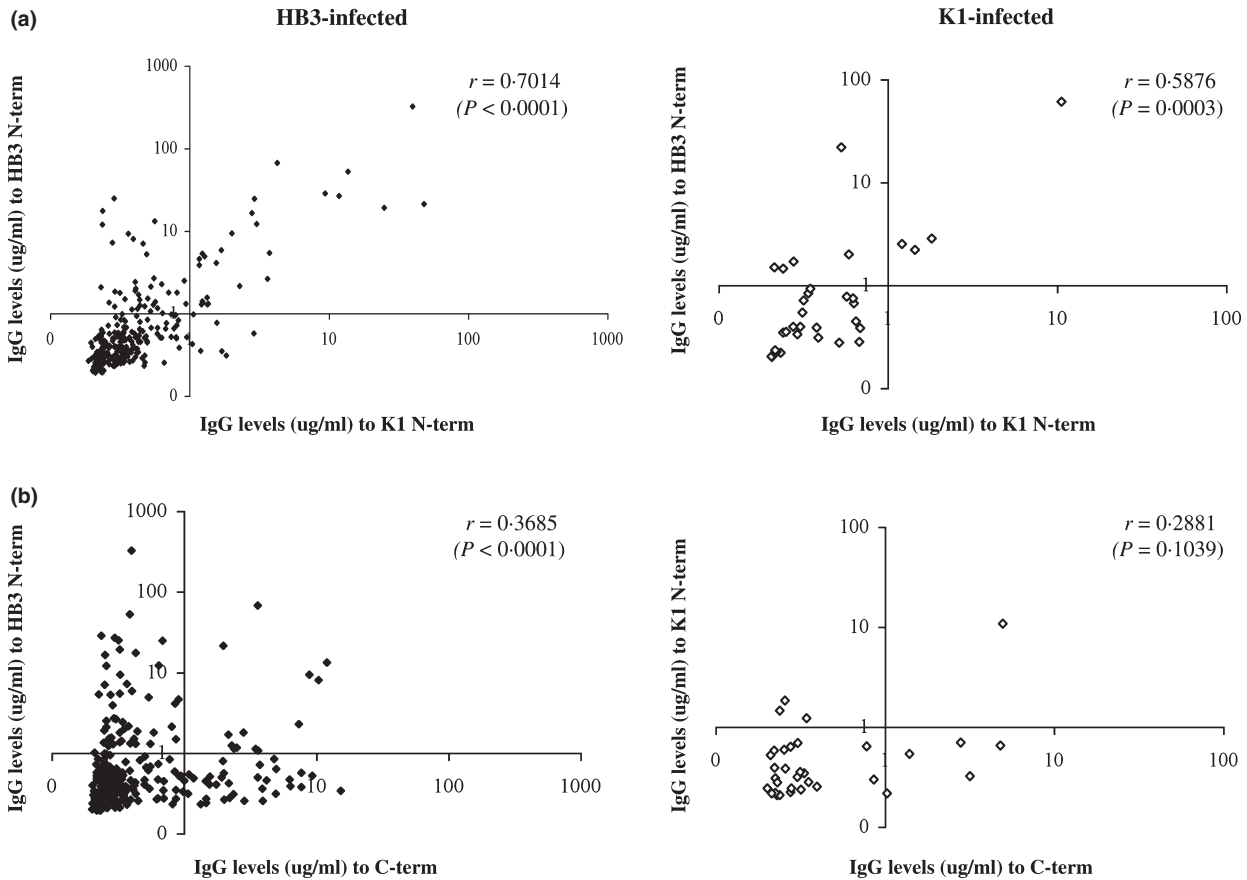 (a)
HB3-infected
K1-infected
IgG levels (ug/ml) to HB3 N-term
1000
100
10
1
0
0
10
100
1000
r = 0·7014
(P < 0·0001)
IgG levels (ug/ml) to K1 N-term
IgG levels (ug/ml) to HB3 N-term
100
10
1
0
0
1
10
100
r = 0·5876
(P = 0·0003)
IgG levels (ug/ml) to K1 N-term
(b)
IgG levels (ug/ml) to HB3 N-term
1000
100
10
1
0
0
1
10
100
1000
r = 0·3685
(P < 0·0001)
IgG levels (ug/ml) to C-term
IgG levels (ug/ml) to K1 N-term
100
10
1
0
0
1
10
100
r = 0·2881
(P = 0·1039)
IgG levels (ug/ml) to C-term